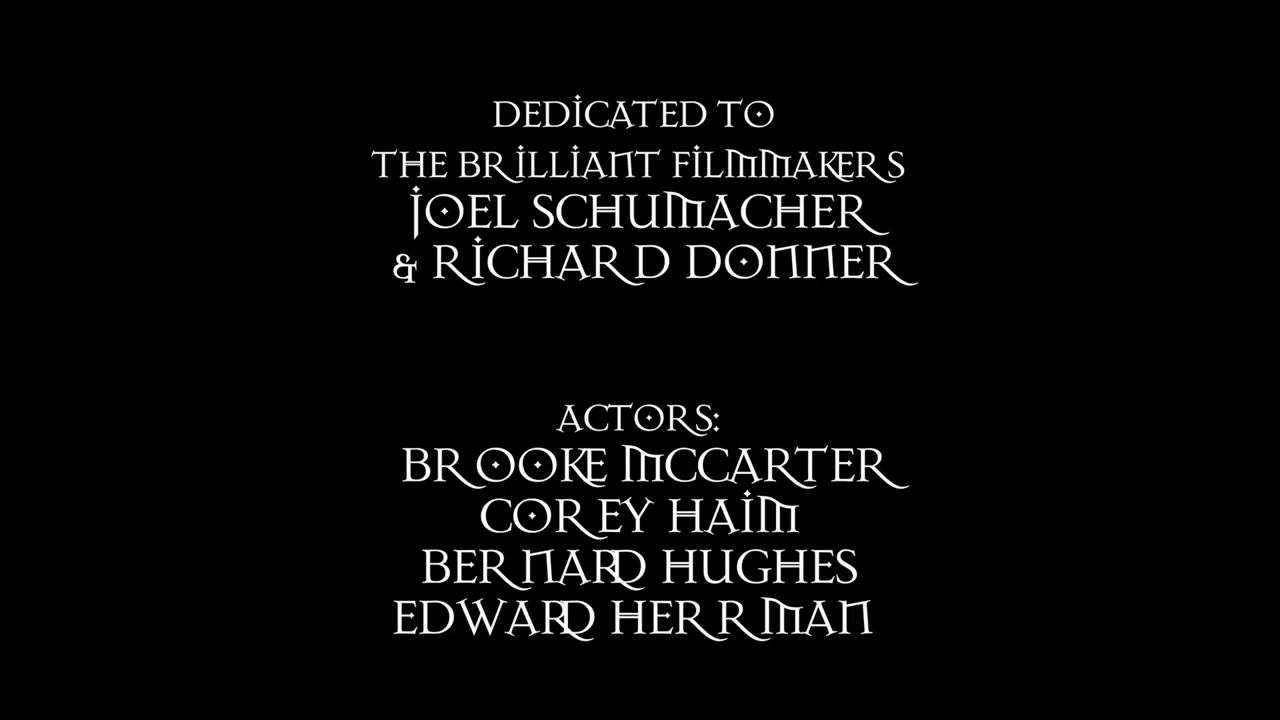 DEDICATED TO
THE BRILLIANT FILMMAKERS
JOEL SCHUMACHER
& RICHARD DONNER
ACTORS:
BROOKE MCCARTER
COREY HAIM
BERNARD HUGHES
EDWARD HERRMAN